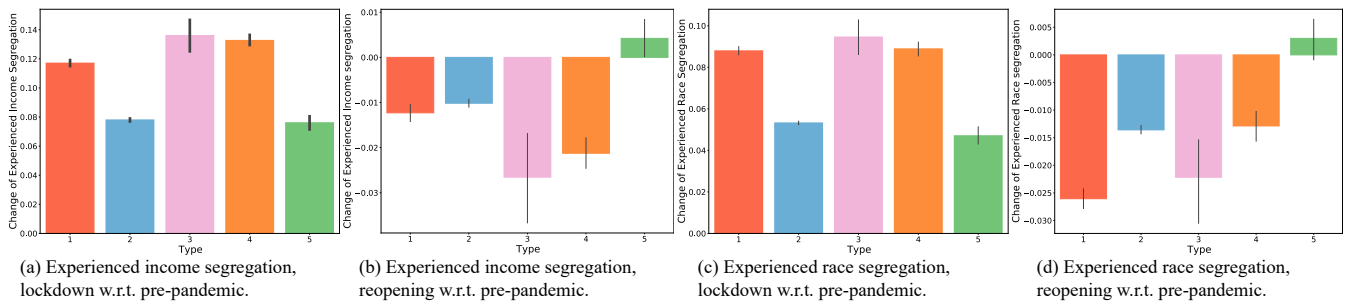 Change of Experienced Income Segregation
0.14
0.12
0.10
0.08
0.06
0.04
0.02
0.00
1 2 3 4 5
Type
(a) Experienced income segregation,
lockdown w.r.t. pre-pandemic.
Change of Experienced Income Segregation
0.01
0.00
−0.01
−0.02
−0.03
1 2 3 4 5
Type
(b) Experienced income segregation,
reopening w.r.t. pre-pandemic.
Change of Experienced Race Segregation
0.10
0.08
0.06
0.04
0.02
0.00
1 2 3 4 5
Type
(c) Experienced race segregation,
lockdown w.r.t. pre-pandemic.
Change of Experienced Race segregation
0.005
0.000
−0.005
−0.010
−0.015
−0.020
−0.025
−0.030
1 2 3 4 5
Type
(d) Experienced race segregation,
reopening w.r.t. pre-pandemic.